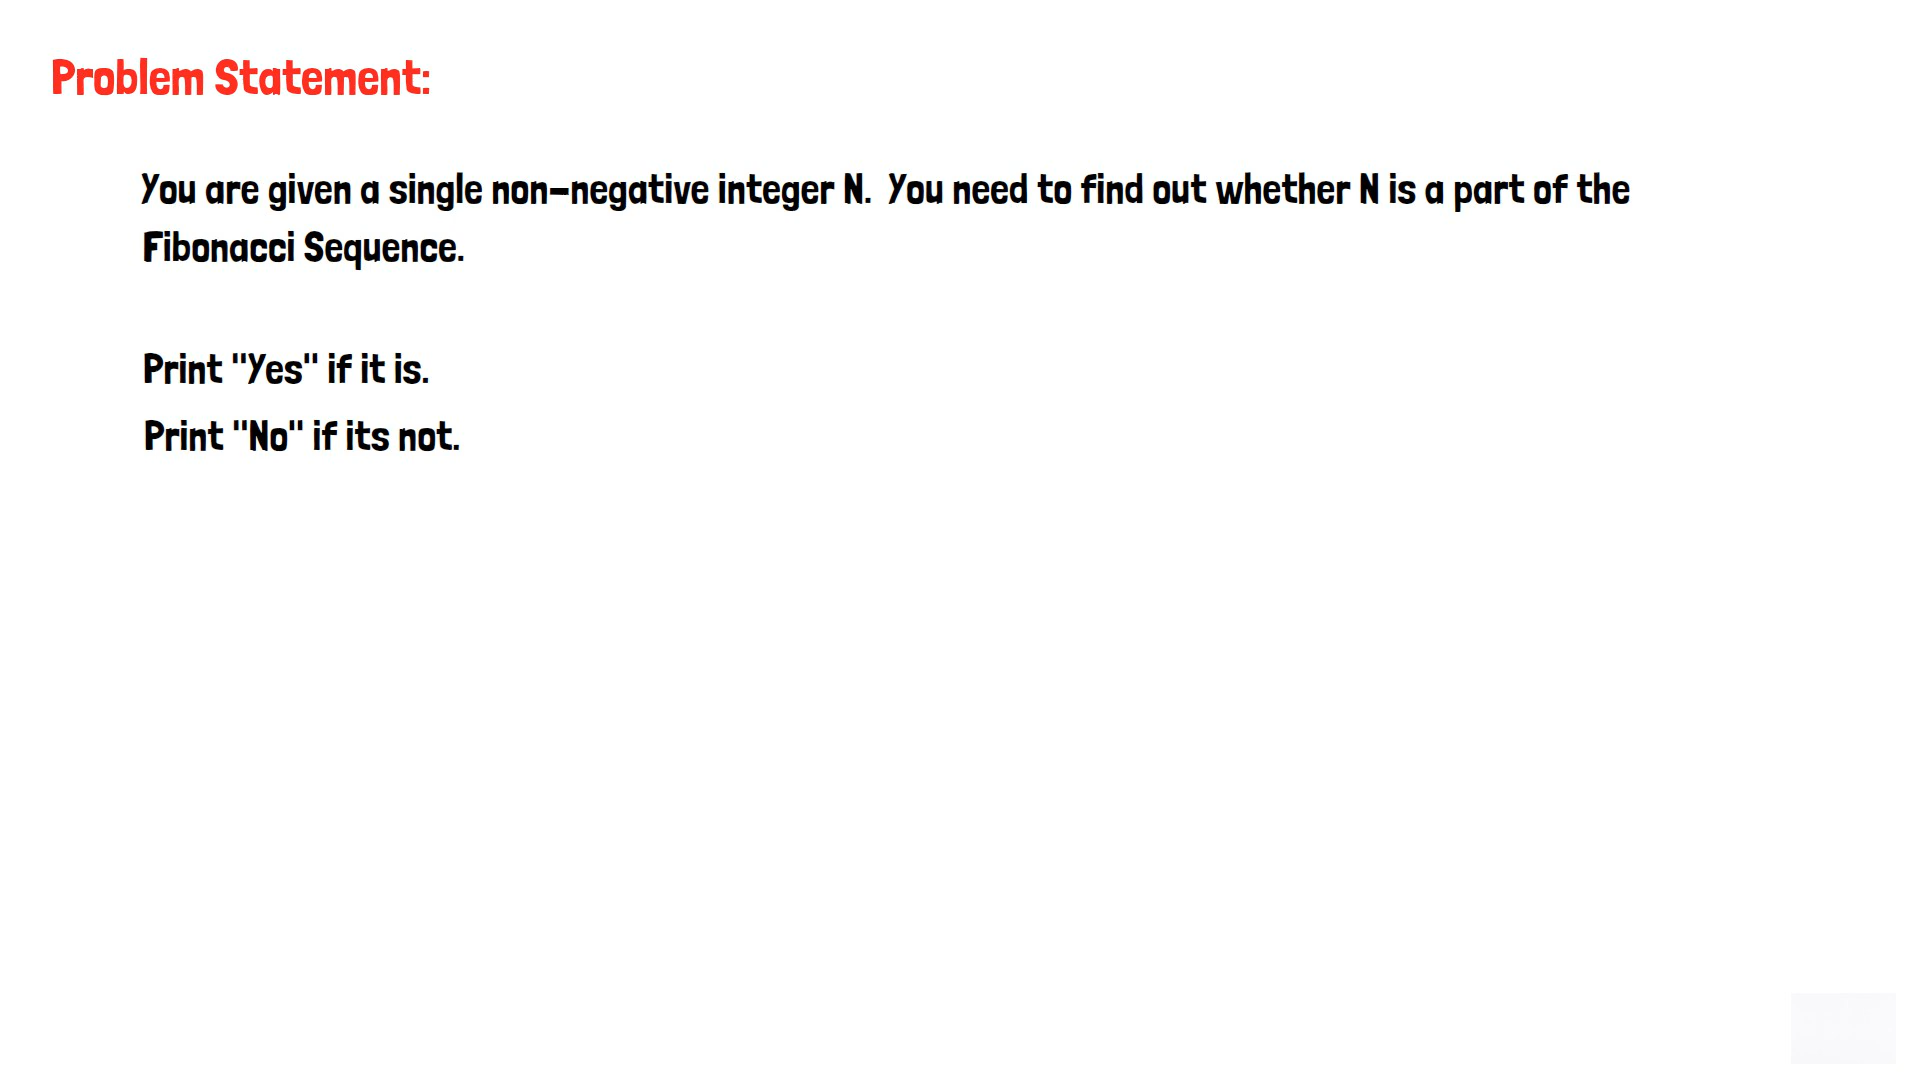 Problem Statement:
You are given a single non-negative integer N. You need to find out whether N is a part of the
Fibonacci Sequence.
Print "Yes" if it is.
Print "No" if its not.